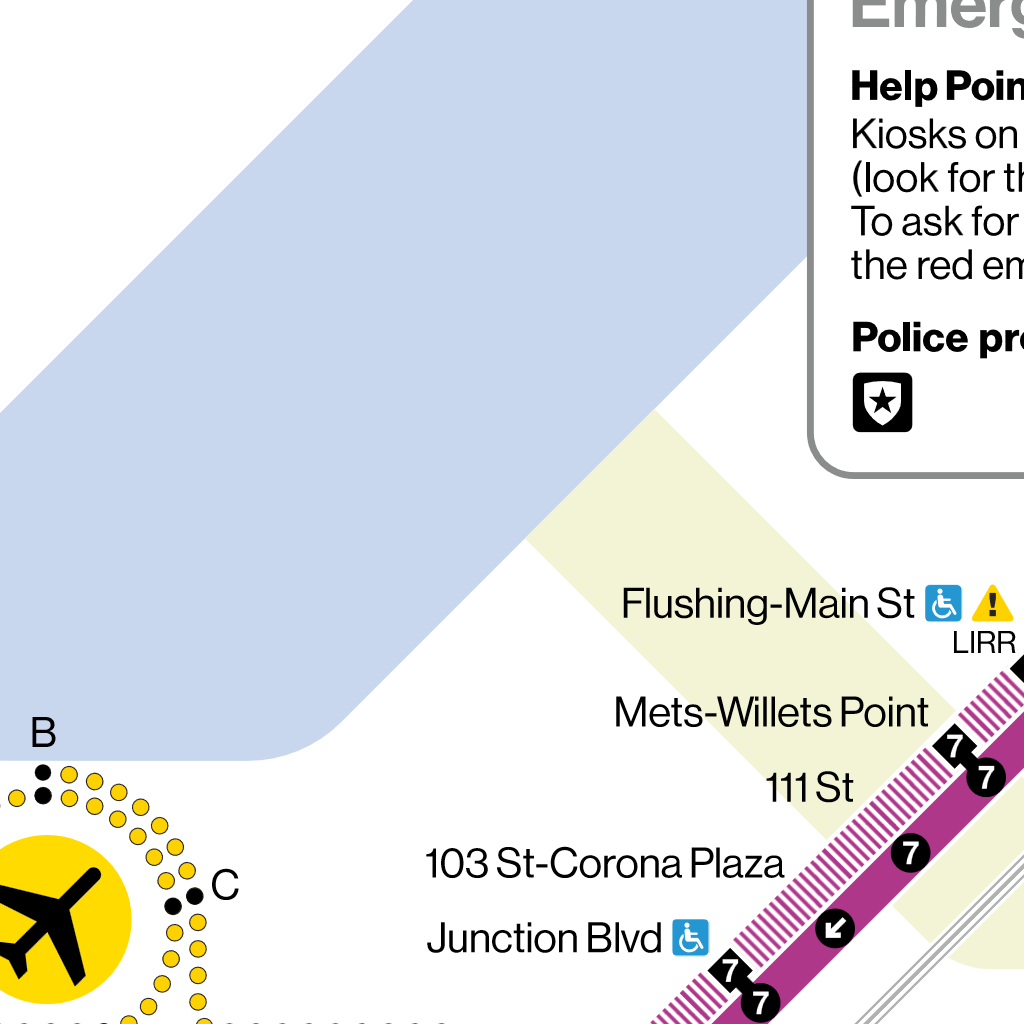 Emerg
Help Poin
Kiosks on
(look for th
To ask for
the red em
Police pro
Flushing-Main St
LIRR
Mets-Willets Point
7
7
111 St
7
103 St-Corona Plaza
Junction Blvd
7
7
B
C